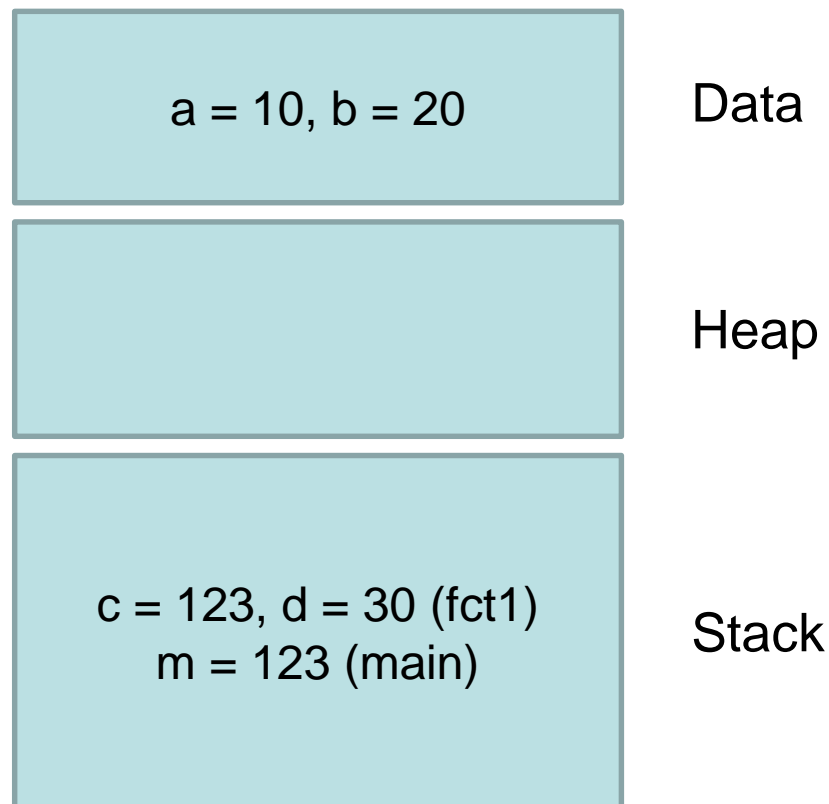 a = 10, b = 20
Data
Heap
c = 123, d = 30 (fct1)
m = 123 (main)
Stack